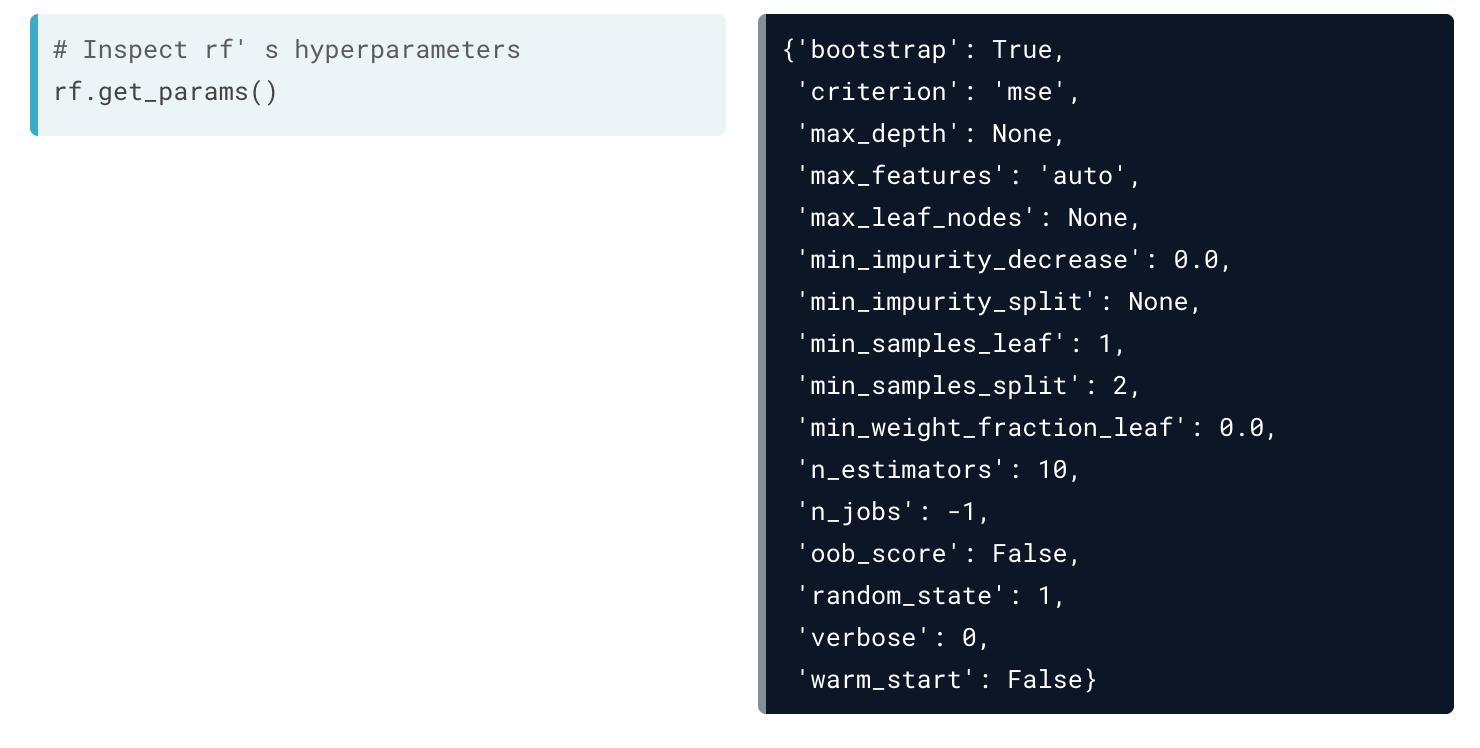 # Inspect rf' s hyperparameters
rf.get_params()
{'bootstrap': True,
'criterion': 'mse',
'max_depth': None,
'max_features': 'auto',
'max_leaf_nodes': None,
'min_impurity_decrease': 0.0,
'min_impurity_split': None,
'min_samples_leaf': 1,
'min_samples_split': 2,
'min_weight_fraction_leaf': 0.0,
'n_estimators': 10,
'n_jobs': -1,
'oob_score': False,
'random_state': 1,
'verbose': 0,
'warm_start': False}